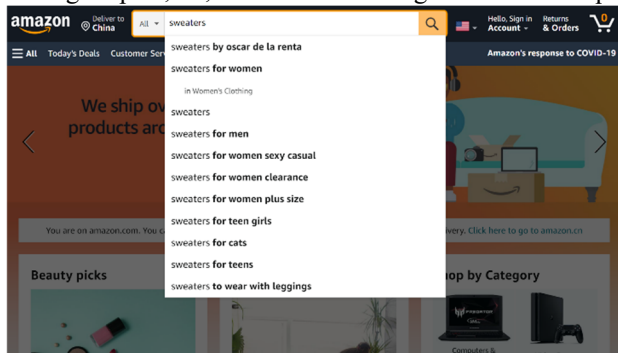 amazon
Deliver to
China
All
sweaters
Hello, Sign in
Account
Returns
& Orders
0
All
Today's Deals
Customer Ser
Amazon's response to COVID-19
sweaters by oscar de la renta
sweaters for women
in Women's Clothing
sweaters
sweaters for men
sweaters for women sexy casual
sweaters for women clearance
sweaters for women plus size
sweaters for teen girls
sweaters for cats
sweaters for teens
sweaters to wear with leggings
We ship ov
products aro
You are on amazon.com. You c
ivery. Click here to go to amazon.cn
Beauty picks
op by Category
PREDATOR
Computers &